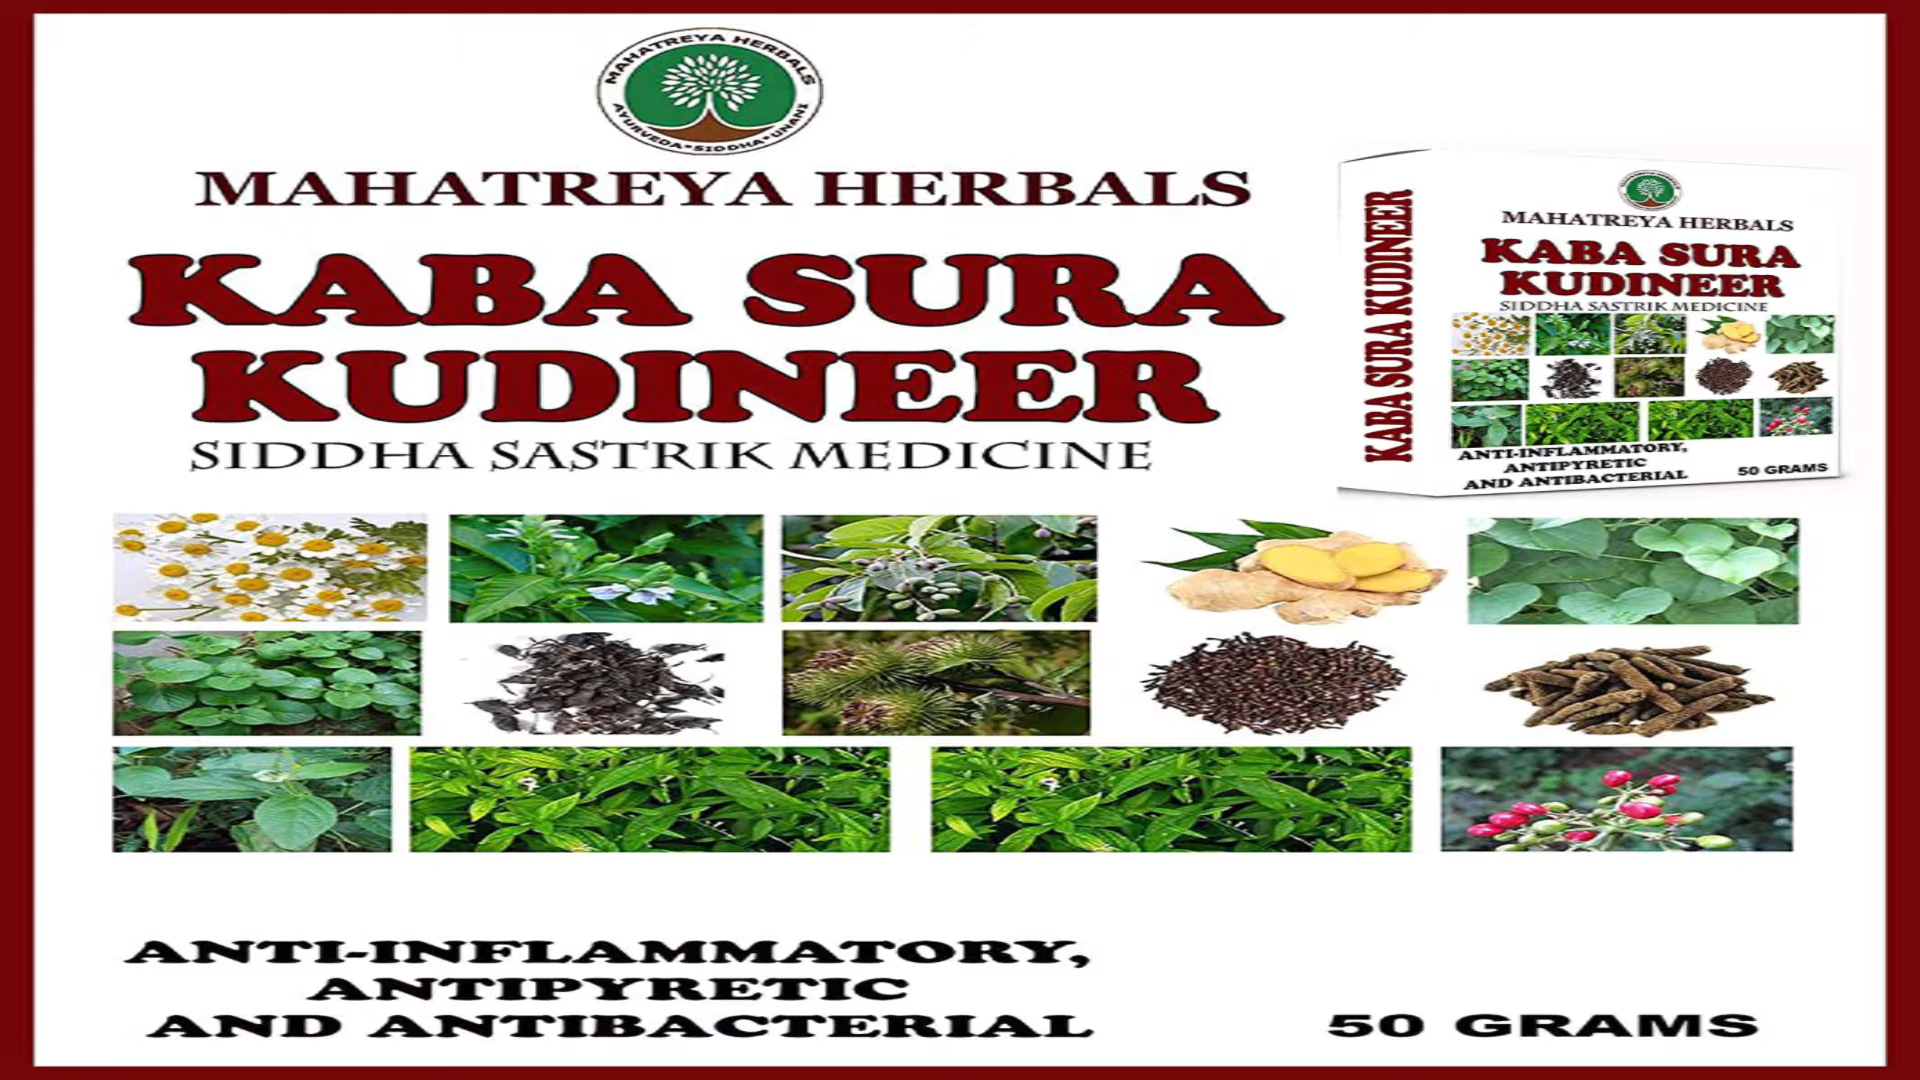 MAHATREYA HERBALS
AYURVEDA•SIDDHA•UNANI
MAHATREYA HERBALS
KABA SURA
KUDINEER
SIDDHA SASTRIK MEDICINE
KABA SURA KUDINEER
MAHATREYA HERBALS
KABA SURA
KUDINEER
SIDDHA SASTRIK MEDICINE
ANTI-INFLAMMATORY,
ANTIPYRETIC
AND ANTIBACTERIAL
50 GRAMS
ANTI-INFLAMMATORY,
ANTIPYRETIC
AND ANTIBACTERIAL
50 GRAMS